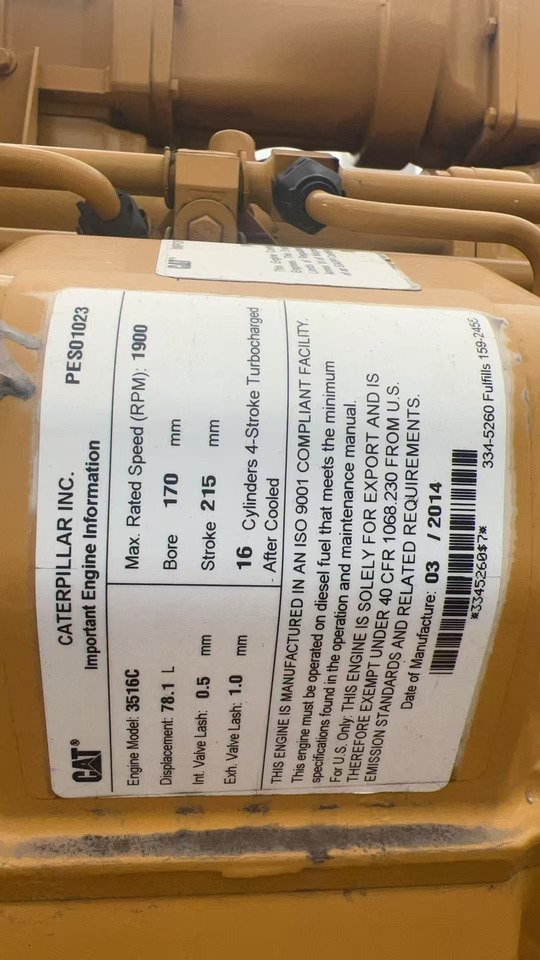 CATERPILLAR INC. PES01023
CAT® Important Engine Information
Engine Model: 3516C
Displacement: 78.1 L
Int. Valve Lash: 0.5 mm
Exh. Valve Lash: 1.0 mm
Max. Rated Speed (RPM): 1900
Bore 170 mm
Stroke 215 mm
16 Cylinders 4-Stroke Turbocharged
- After Cooled
THIS ENGINE IS MANUFACTURED IN AN ISO 9001 COMPLIANT FACILITY.
This engine must be operated on diesel fuel that meets the minimum
specifications found in the operation and maintenance manual.
For U.S. Only: THIS ENGINE IS SOLELY FOR EXPORT AND IS
THEREFORE EXEMPT UNDER 40 CFR 1068.230 FROM U.S.
EMISSION STANDARDS AND RELATED REQUIREMENTS.
Date of Manufacture: 03 / 2014
*3345260$7*
334-5260 Fulfills 159-2455
CAT